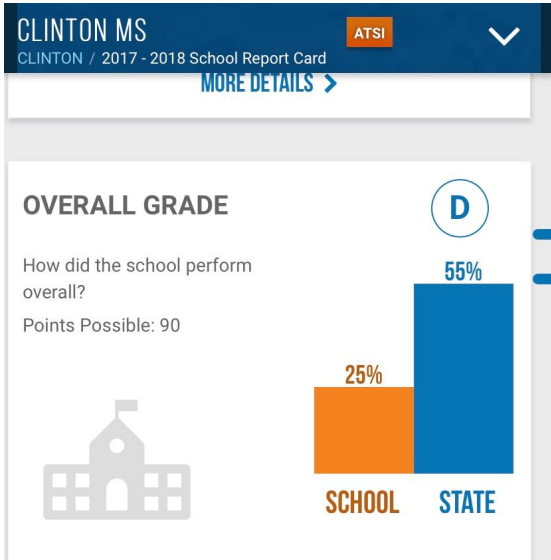 CLINTON MS
ATSI
CLINTON / 2017 - 2018 School Report Card
MORE DETAILS
OVERALL GRADE
D
How did the school perform
overall?
Points Possible: 90
55%
25%
SCHOOL
STATE